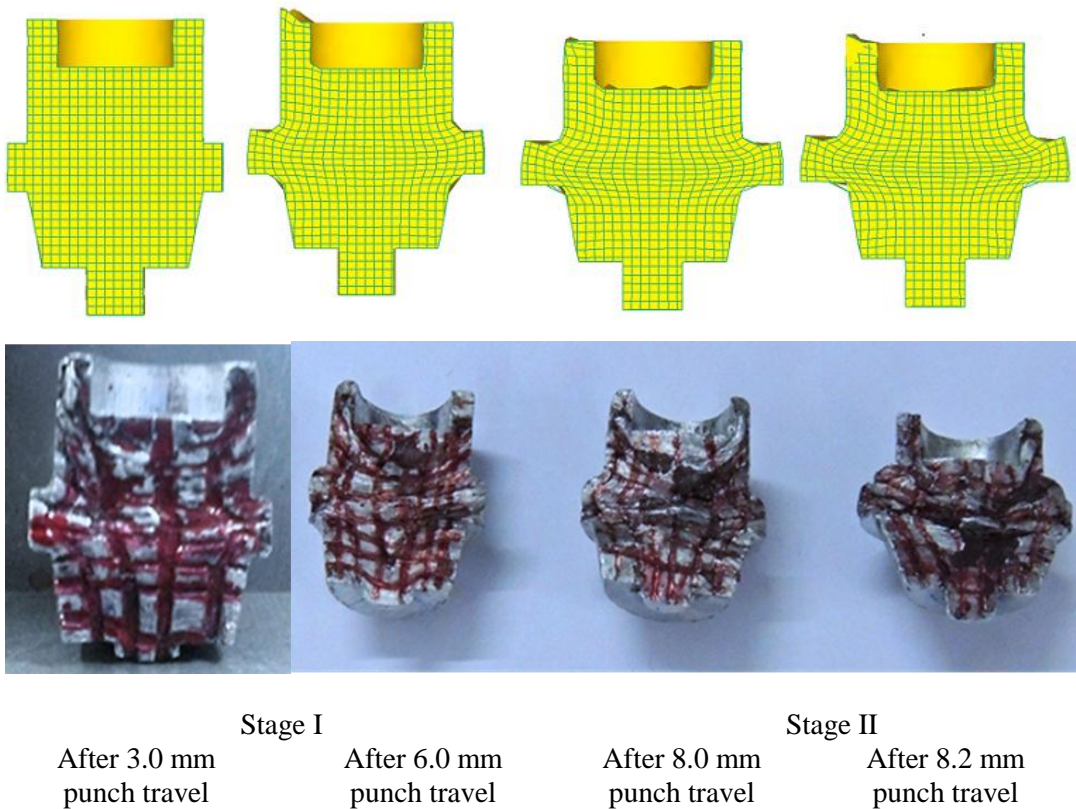 Stage I
Stage II
After 3.0 mm
punch travel
After 6.0 mm
punch travel
After 8.0 mm
punch travel
After 8.2 mm
punch travel